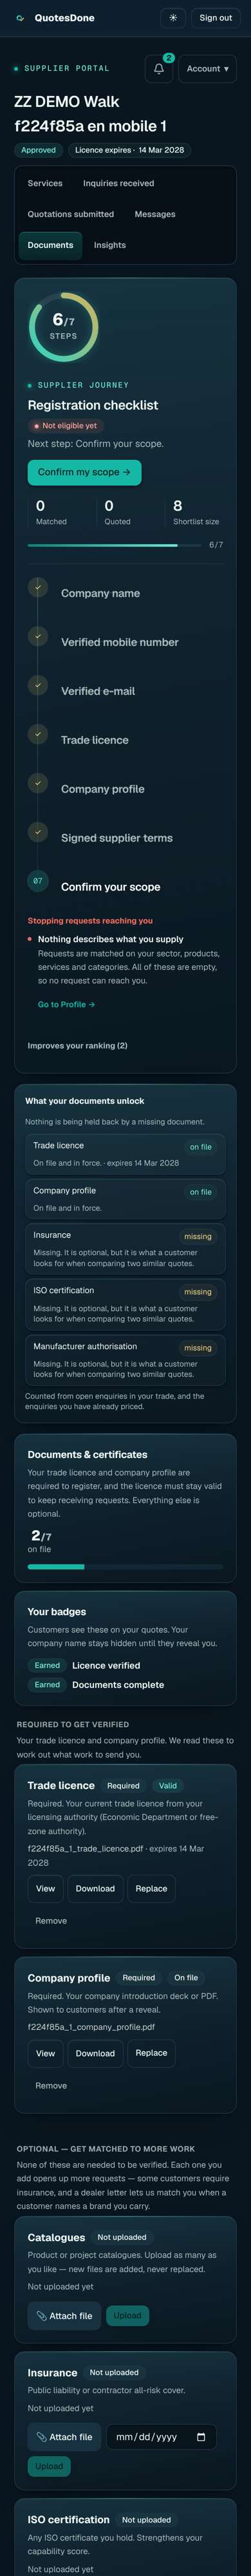 QuotesDone
Sign out
SUPPLIER PORTAL
2
Account ▾
ZZ DEMO Walk
f224f85a en mobile 1
Approved
Licence expires · 14 Mar 2028
Services
Inquiries received
Quotations submitted
Messages
Documents
Insights
6/7
STEPS
SUPPLIER JOURNEY
Registration checklist
Not eligible yet
Next step: Confirm your scope.
Confirm my scope →
0
Matched
0
Quoted
8
Shortlist size
6/7
Company name
Verified mobile number
Verified e-mail
Trade licence
Company profile
Signed supplier terms
07
Confirm your scope
Stopping requests reaching you
Nothing describes what you supply
Requests are matched on your sector, products,
services and categories. All of these are empty,
so no request can reach you.
Go to Profile →
Improves your ranking (2)
What your documents unlock
Nothing is being held back by a missing document.
Trade licence
on file
On file and in force. · expires 14 Mar 2028
Company profile
on file
On file and in force.
Insurance
missing
Missing. It is optional, but it is what a customer
looks for when comparing two similar quotes.
ISO certification
missing
Missing. It is optional, but it is what a customer
looks for when comparing two similar quotes.
Manufacturer authorisation
missing
Missing. It is optional, but it is what a customer
looks for when comparing two similar quotes.
Counted from open enquiries in your trade, and the
enquiries you have already priced.
Documents & certificates
Your trade licence and company profile are
required to register, and the licence must stay valid
to keep receiving requests. Everything else is
optional.
2/7
on file
Your badges
Customers see these on your quotes. Your
company name stays hidden until they reveal you.
Earned
Licence verified
Earned
Documents complete
REQUIRED TO GET VERIFIED
Your trade licence and company profile. We read these to
work out what work to send you.
Trade licence
Required
Valid
Required. Your current trade licence from your
licensing authority (Economic Department or free-
zone authority).
f224f85a_1_trade_licence.pdf · expires 14 Mar
2028
View
Download
Replace
Remove
Company profile
Required
On file
Required. Your company introduction deck or PDF.
Shown to customers after a reveal.
f224f85a_1_company_profile.pdf
View
Download
Replace
Remove
OPTIONAL — GET MATCHED TO MORE WORK
None of these are needed to be verified. Each one you
add opens up more requests — some customers require
insurance, and a dealer letter lets us match you when a
customer names a brand you carry.
Catalogues
Not uploaded
Product or project catalogues. Upload as many as
you like — new files are added, never replaced.
Not uploaded yet
Attach file
Upload
Insurance
Not uploaded
Public liability or contractor all-risk cover.
Not uploaded yet
Attach file
mm/dd/yyyy
Upload
ISO certification
Not uploaded
Any ISO certificate you hold. Strengthens your
capability score.
Not uploaded yet